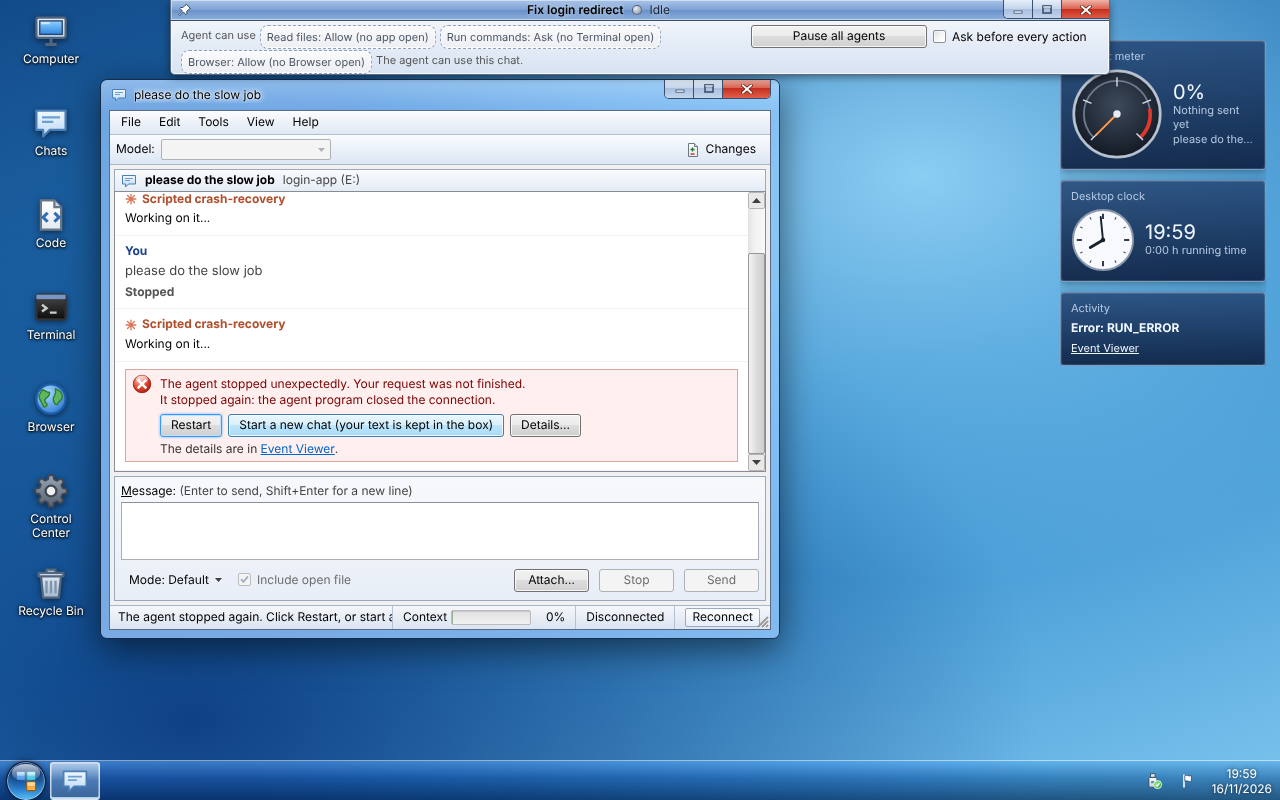 Fix login redirect Idle
Agent can use Read files: Allow (no app open) Run commands: Ask (no Terminal open)
Browser: Allow (no Browser open) The agent can use this chat.
Pause all agents Ask before every action
Computer
Chats
Code
Terminal
Browser
Control
Center
Recycle Bin
please do the slow job
File Edit Tools View Help
Model: Changes
please do the slow job login-app (E:)
Scripted crash-recovery
Working on it...
You
please do the slow job
Stopped
Scripted crash-recovery
Working on it...
The agent stopped unexpectedly. Your request was not finished.
It stopped again: the agent program closed the connection.
Restart Start a new chat (your text is kept in the box) Details...
The details are in Event Viewer.
Message: (Enter to send, Shift+Enter for a new line)
Mode: Default Include open file Attach... Stop Send
The agent stopped again. Click Restart, or start Context 0% Disconnected Reconnect
meter
0%
Nothing sent
yet
please do the...
Desktop clock
19:59
0:00 h running time
Activity
Error: RUN_ERROR
Event Viewer
19:59
16/11/2026